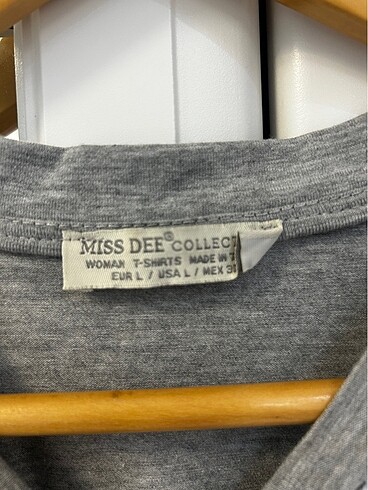 MISS DEE® COLLECT
WOMAN T-SHIRTS MADE IN T
EUR L / USA L / MEX 3